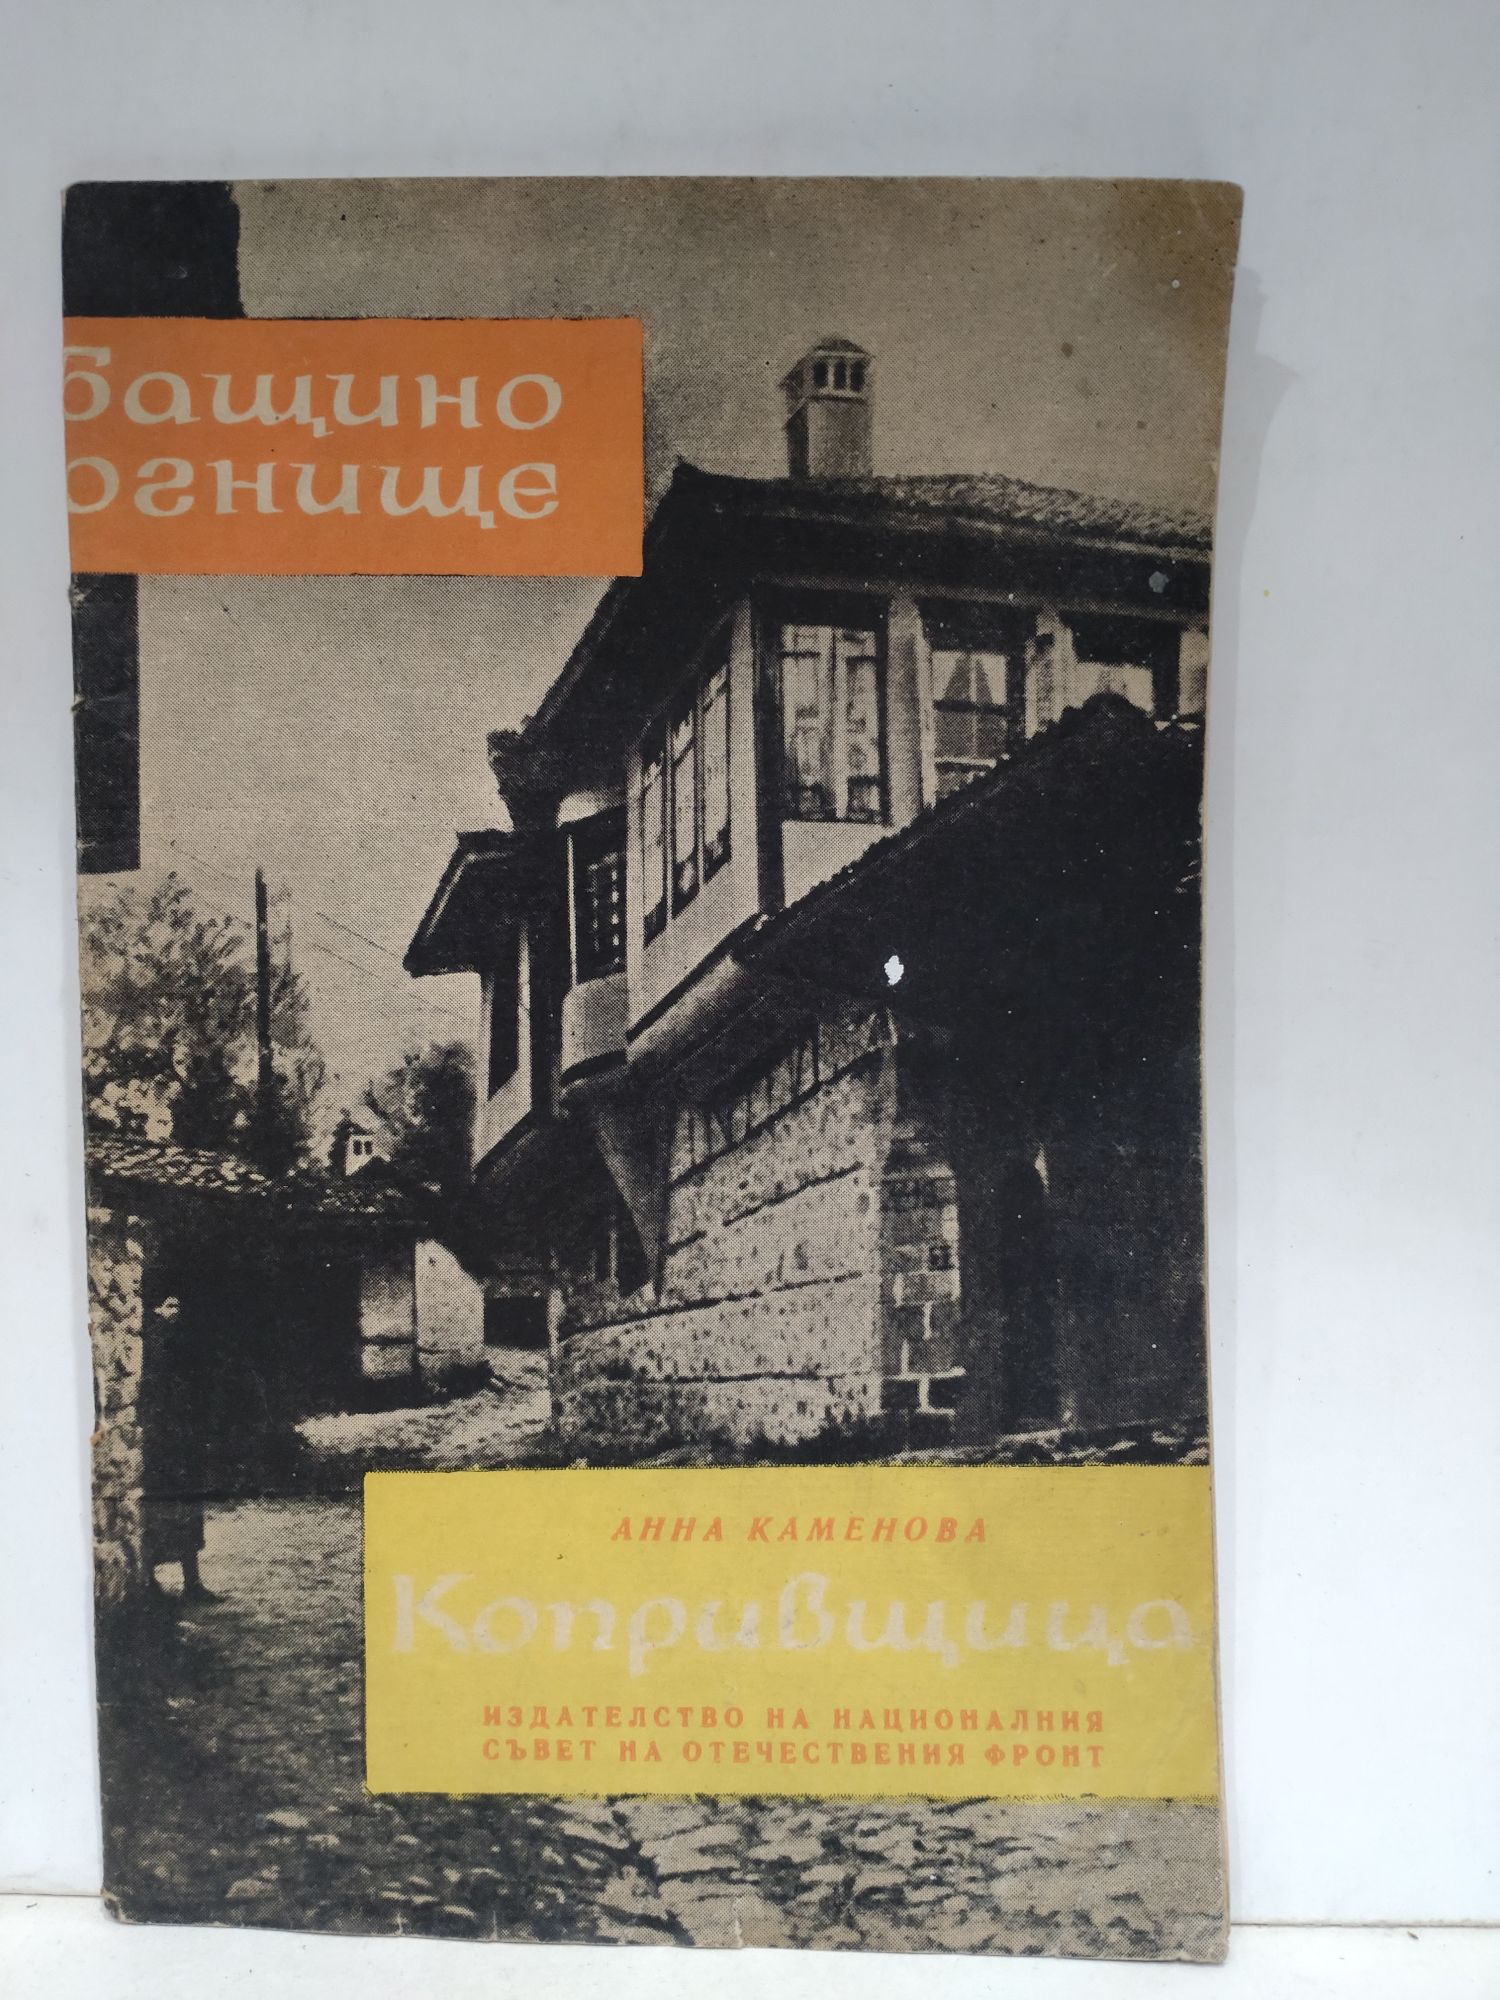 бащино
огнище
АННА КАМЕНОВА
Копривщица
ИЗДАТЕЛСТВО НА НАЦИОНАЛНИЯ
СЪВЕТ НА ОТЕЧЕСТВЕНИЯ ФРОНТ